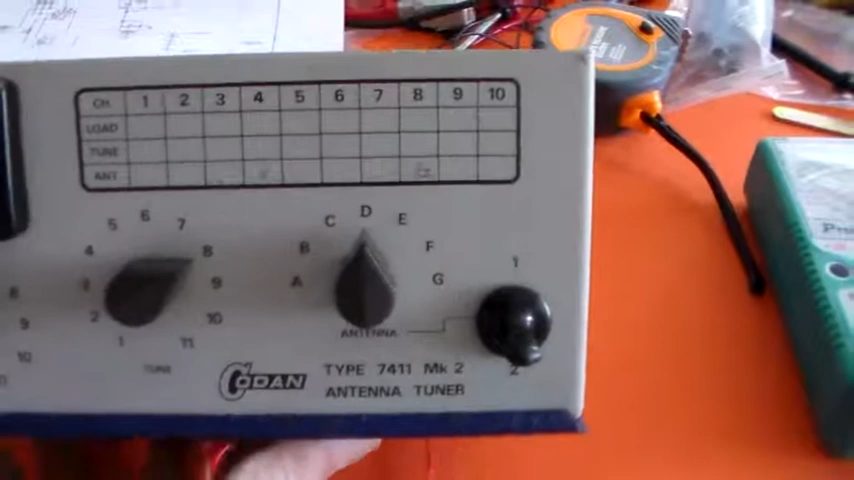 CH. 1 2 3 4 5 6 7 8 9 10
LOAD
TUNE
ANT
5 6 7
4 8
9
2 10
1 11
TUNE
8
9
10
C D E
B F
A G
ANTENNA
1
2
CODAN
TYPE 7411 Mk 2
ANTENNA TUNER